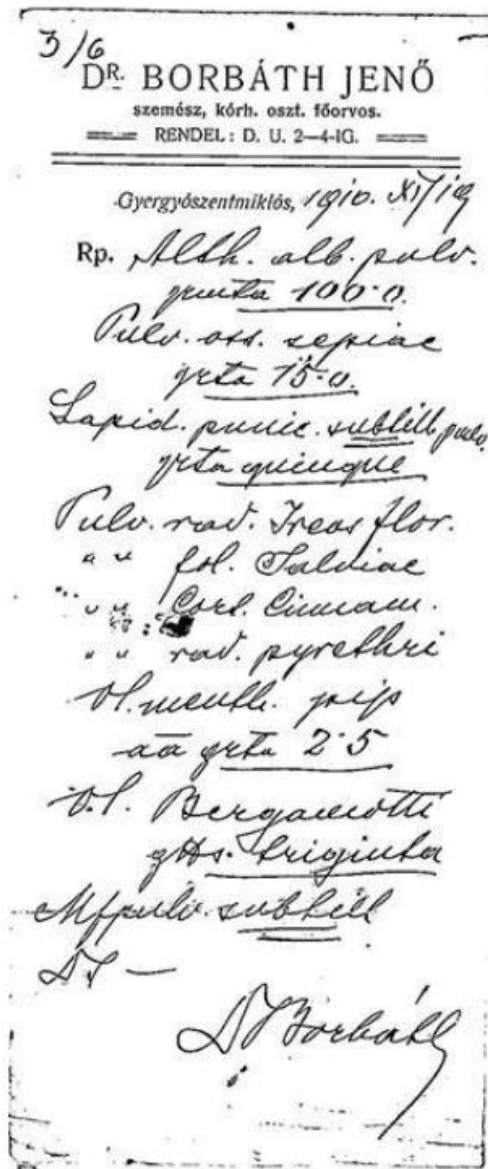 3/6
DR. BORBÁTH JENŐ
szemész, kórh. oszt. főorvos.
RENDEL: D. U. 2—4-IG.
Gyergyószentmiklós, 1910. XI/19
Rp. Alth. alb. pulv.
grmta 100·0.
Pulv. oss. sepiae
grta 15·0.
Lapid. punic. subtill. pulv.
grta quinque
Pulv. rad. Ireos flor.
" " fol. Salviae
" " Cort. Cinnam.
" " rad. pyrethri
Ol. menth. pip
aa grta 2·5
Ol. Bergamotti
gtts. triginta
Mfpulv. subtill
DS —
Dr Borbáth